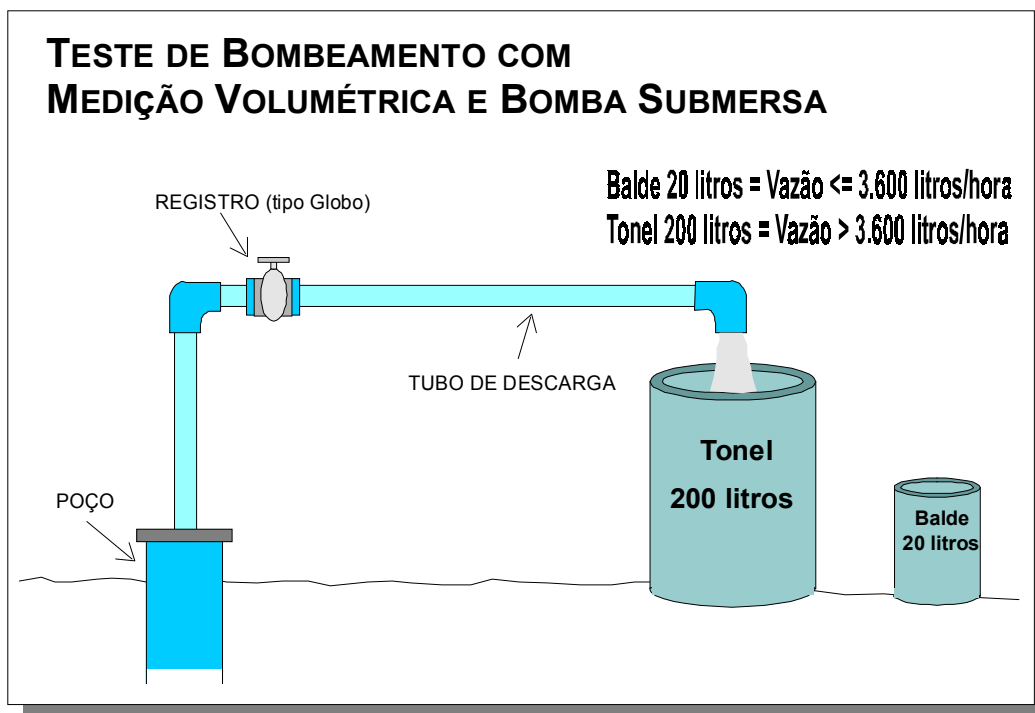 TESTE DE BOMBEAMENTO COM
MEDIÇÃO VOLUMÉTRICA E BOMBA SUBMERSA
Balde 20 litros = Vazão <= 3.600 litros/hora
Tonel 200 litros = Vazão > 3.600 litros/hora
REGISTRO (tipo Globo)
TUBO DE DESCARGA
POÇO
Tonel
200 litros
Balde
20 litros